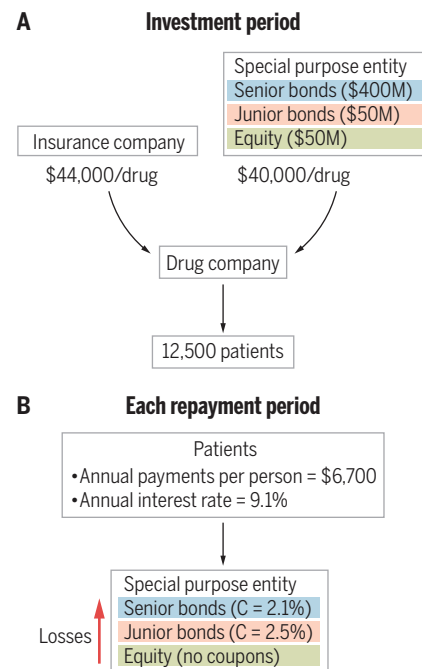 A Investment period
Special purpose entity
Senior bonds ($400M)
Junior bonds ($50M)
Equity ($50M)
Insurance company
$44,000/drug
$40,000/drug
Drug company
12,500 patients
B Each repayment period
Patients
•Annual payments per person = $6,700
•Annual interest rate = 9.1%
Special purpose entity
Senior bonds (C = 2.1%)
Losses
Junior bonds (C = 2.5%)
Equity (no coupons)